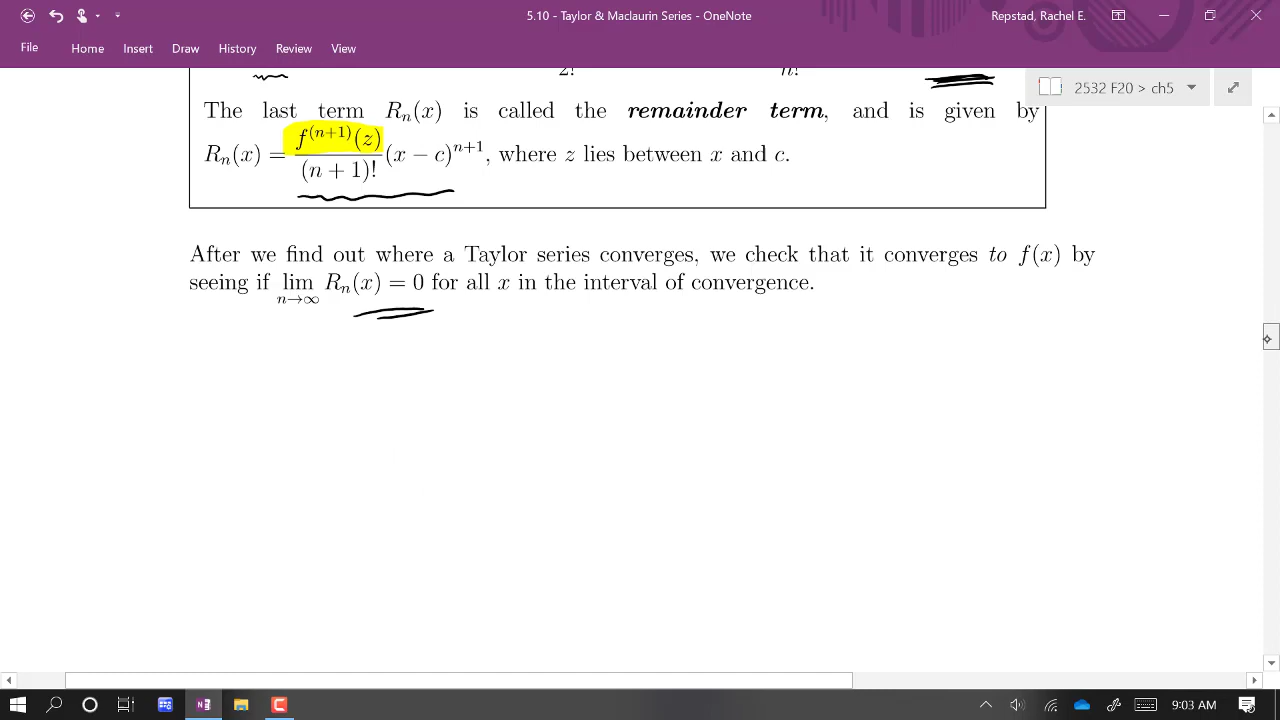 5.10 - Taylor & Maclaurin Series - OneNote
Repstad, Rachel E.
File Home Insert Draw History Review View
2! n!
2532 F20 > ch5
The last term Rₙ(x) is called the remainder term, and is given by
Rₙ(x) = f⁽ⁿ⁺¹⁾(z)/(n + 1)! (x − c)ⁿ⁺¹, where z lies between x and c.
After we find out where a Taylor series converges, we check that it converges to f(x) by
seeing if lim n→∞ Rₙ(x) = 0 for all x in the interval of convergence.
9:03 AM